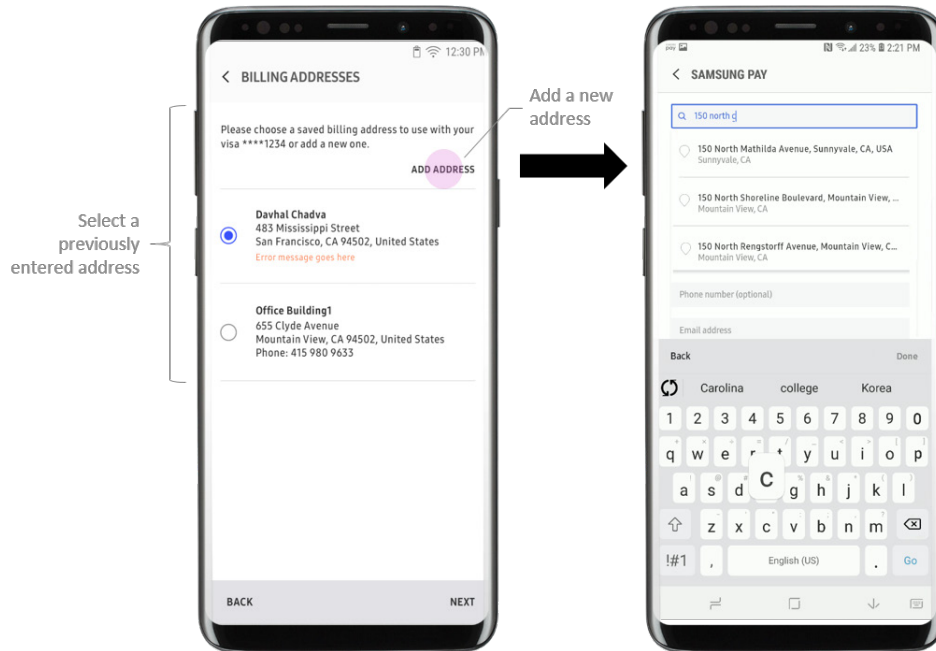 12:30 PM
BILLING ADDRESSES
Please choose a saved billing address to use with your
visa ****1234 or add a new one.
ADD ADDRESS
Davhal Chadva
483 Mississippi Street
San Francisco, CA 94502, United States
Error message goes here
Office Building1
655 Clyde Avenue
Mountain View, CA 94502, United States
Phone: 415 980 9633
BACK
NEXT
Select a
previously
entered address
Add a new
address
pay
23%
2:21 PM
SAMSUNG PAY
150 north c
150 North Mathilda Avenue, Sunnyvale, CA, USA
Sunnyvale, CA
150 North Shoreline Boulevard, Mountain View, ...
Mountain View, CA
150 North Rengstorff Avenue, Mountain View, C...
Mountain View, CA
Phone number (optional)
Email address
Back
Done
Carolina college Korea
1 2 3 4 5 6 7 8 9 0
q w e r t y u i o p
a s d C g h j k l
z x c v b n m
!#1 , English (US) . Go